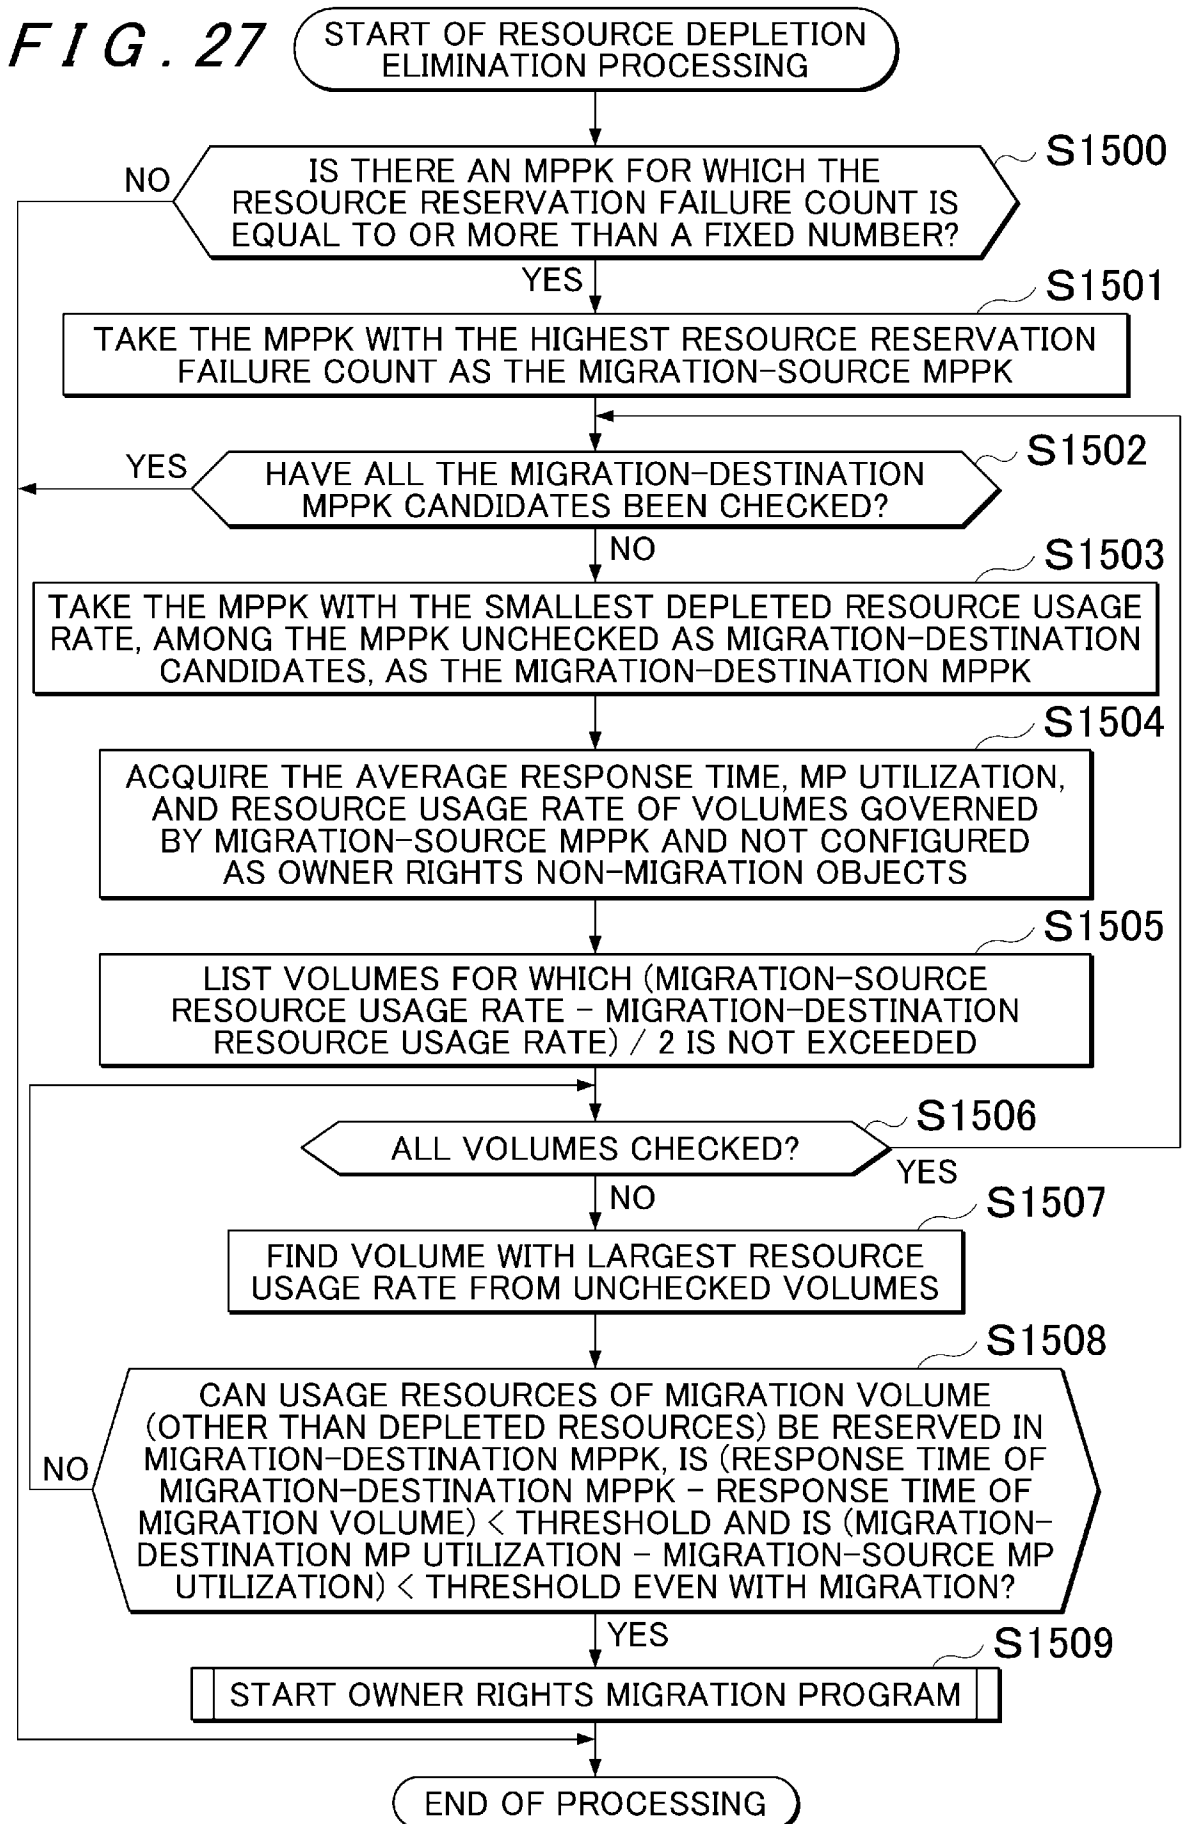 FIG. 27
START OF RESOURCE DEPLETION
ELIMINATION PROCESSING
S1500
NO
IS THERE AN MPPK FOR WHICH THE
RESOURCE RESERVATION FAILURE COUNT IS
EQUAL TO OR MORE THAN A FIXED NUMBER?
YES
S1501
TAKE THE MPPK WITH THE HIGHEST RESOURCE RESERVATION
FAILURE COUNT AS THE MIGRATION-SOURCE MPPK
S1502
YES
HAVE ALL THE MIGRATION-DESTINATION
MPPK CANDIDATES BEEN CHECKED?
NO
S1503
TAKE THE MPPK WITH THE SMALLEST DEPLETED RESOURCE USAGE
RATE, AMONG THE MPPK UNCHECKED AS MIGRATION-DESTINATION
CANDIDATES, AS THE MIGRATION-DESTINATION MPPK
S1504
ACQUIRE THE AVERAGE RESPONSE TIME, MP UTILIZATION,
AND RESOURCE USAGE RATE OF VOLUMES GOVERNED
BY MIGRATION-SOURCE MPPK AND NOT CONFIGURED
AS OWNER RIGHTS NON-MIGRATION OBJECTS
S1505
LIST VOLUMES FOR WHICH (MIGRATION-SOURCE
RESOURCE USAGE RATE - MIGRATION-DESTINATION
RESOURCE USAGE RATE) / 2 IS NOT EXCEEDED
S1506
ALL VOLUMES CHECKED?
YES
NO
S1507
FIND VOLUME WITH LARGEST RESOURCE
USAGE RATE FROM UNCHECKED VOLUMES
S1508
CAN USAGE RESOURCES OF MIGRATION VOLUME
(OTHER THAN DEPLETED RESOURCES) BE RESERVED IN
MIGRATION-DESTINATION MPPK, IS (RESPONSE TIME OF
NO
MIGRATION-DESTINATION MPPK - RESPONSE TIME OF
MIGRATION VOLUME) < THRESHOLD AND IS (MIGRATION-
DESTINATION MP UTILIZATION - MIGRATION-SOURCE MP
UTILIZATION) < THRESHOLD EVEN WITH MIGRATION?
YES
S1509
START OWNER RIGHTS MIGRATION PROGRAM
END OF PROCESSING